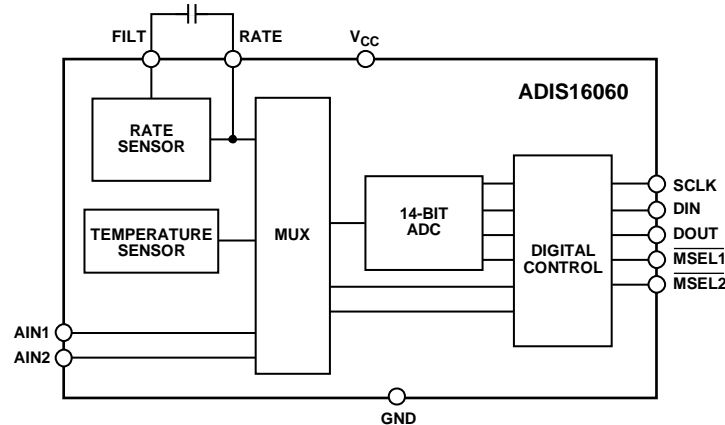 FILT
RATE
VCC
ADIS16060
RATE
SENSOR
TEMPERATURE
SENSOR
MUX
14-BIT
ADC
DIGITAL
CONTROL
SCLK
DIN
DOUT
MSEL1
MSEL2
AIN1
AIN2
GND